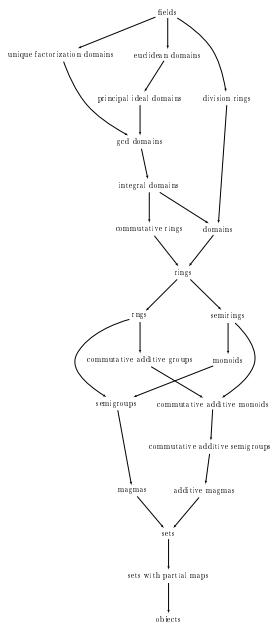 fields
unique factorization domains
euclidean domains
principal ideal domains
division rings
gcd domains
integral domains
commutative rings
domains
rings
rngs
semirings
commutative additive groups
monoids
semigroups
commutative additive monoids
commutative additive semigroups
magmas
additive magmas
sets
sets with partial maps
objects